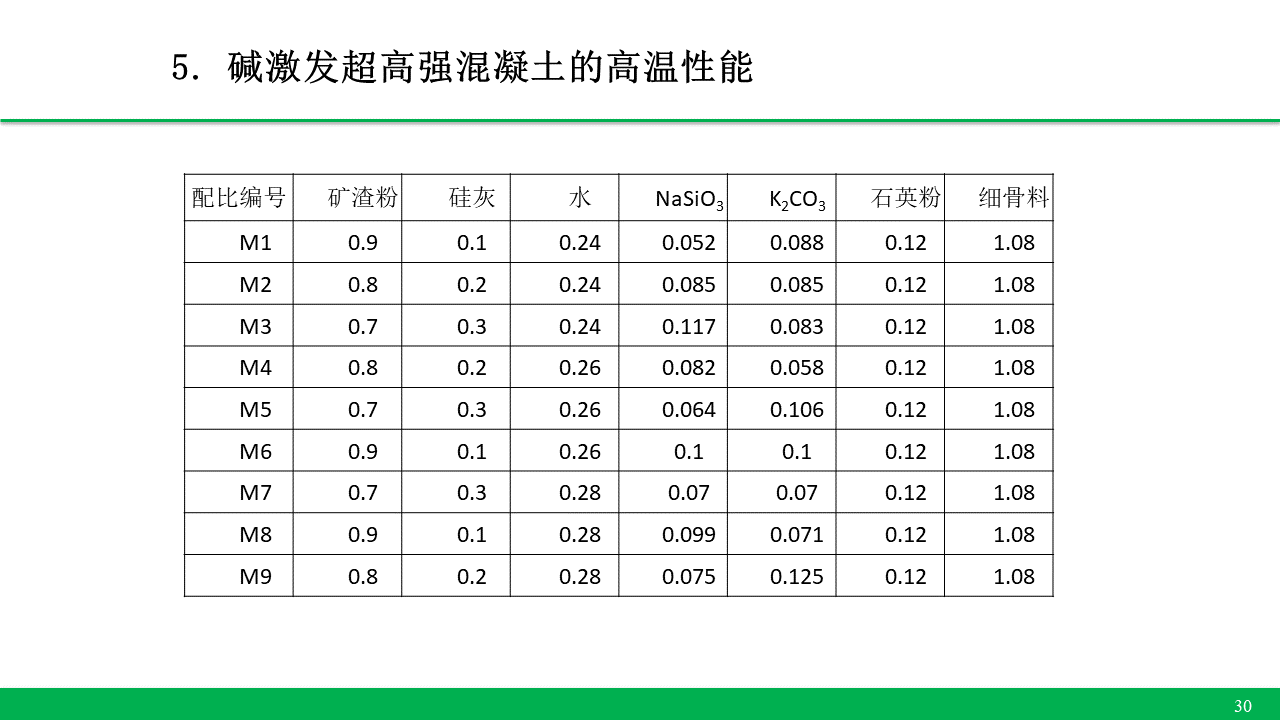 5. 碱激发超高强混凝土的高温性能
配比编号 矿渣粉 硅灰 水 NaSiO₃ K₂CO₃ 石英粉 细骨料
M1 0.9 0.1 0.24 0.052 0.088 0.12 1.08
M2 0.8 0.2 0.24 0.085 0.085 0.12 1.08
M3 0.7 0.3 0.24 0.117 0.083 0.12 1.08
M4 0.8 0.2 0.26 0.082 0.058 0.12 1.08
M5 0.7 0.3 0.26 0.064 0.106 0.12 1.08
M6 0.9 0.1 0.26 0.1 0.1 0.12 1.08
M7 0.7 0.3 0.28 0.07 0.07 0.12 1.08
M8 0.9 0.1 0.28 0.099 0.071 0.12 1.08
M9 0.8 0.2 0.28 0.075 0.125 0.12 1.08
30